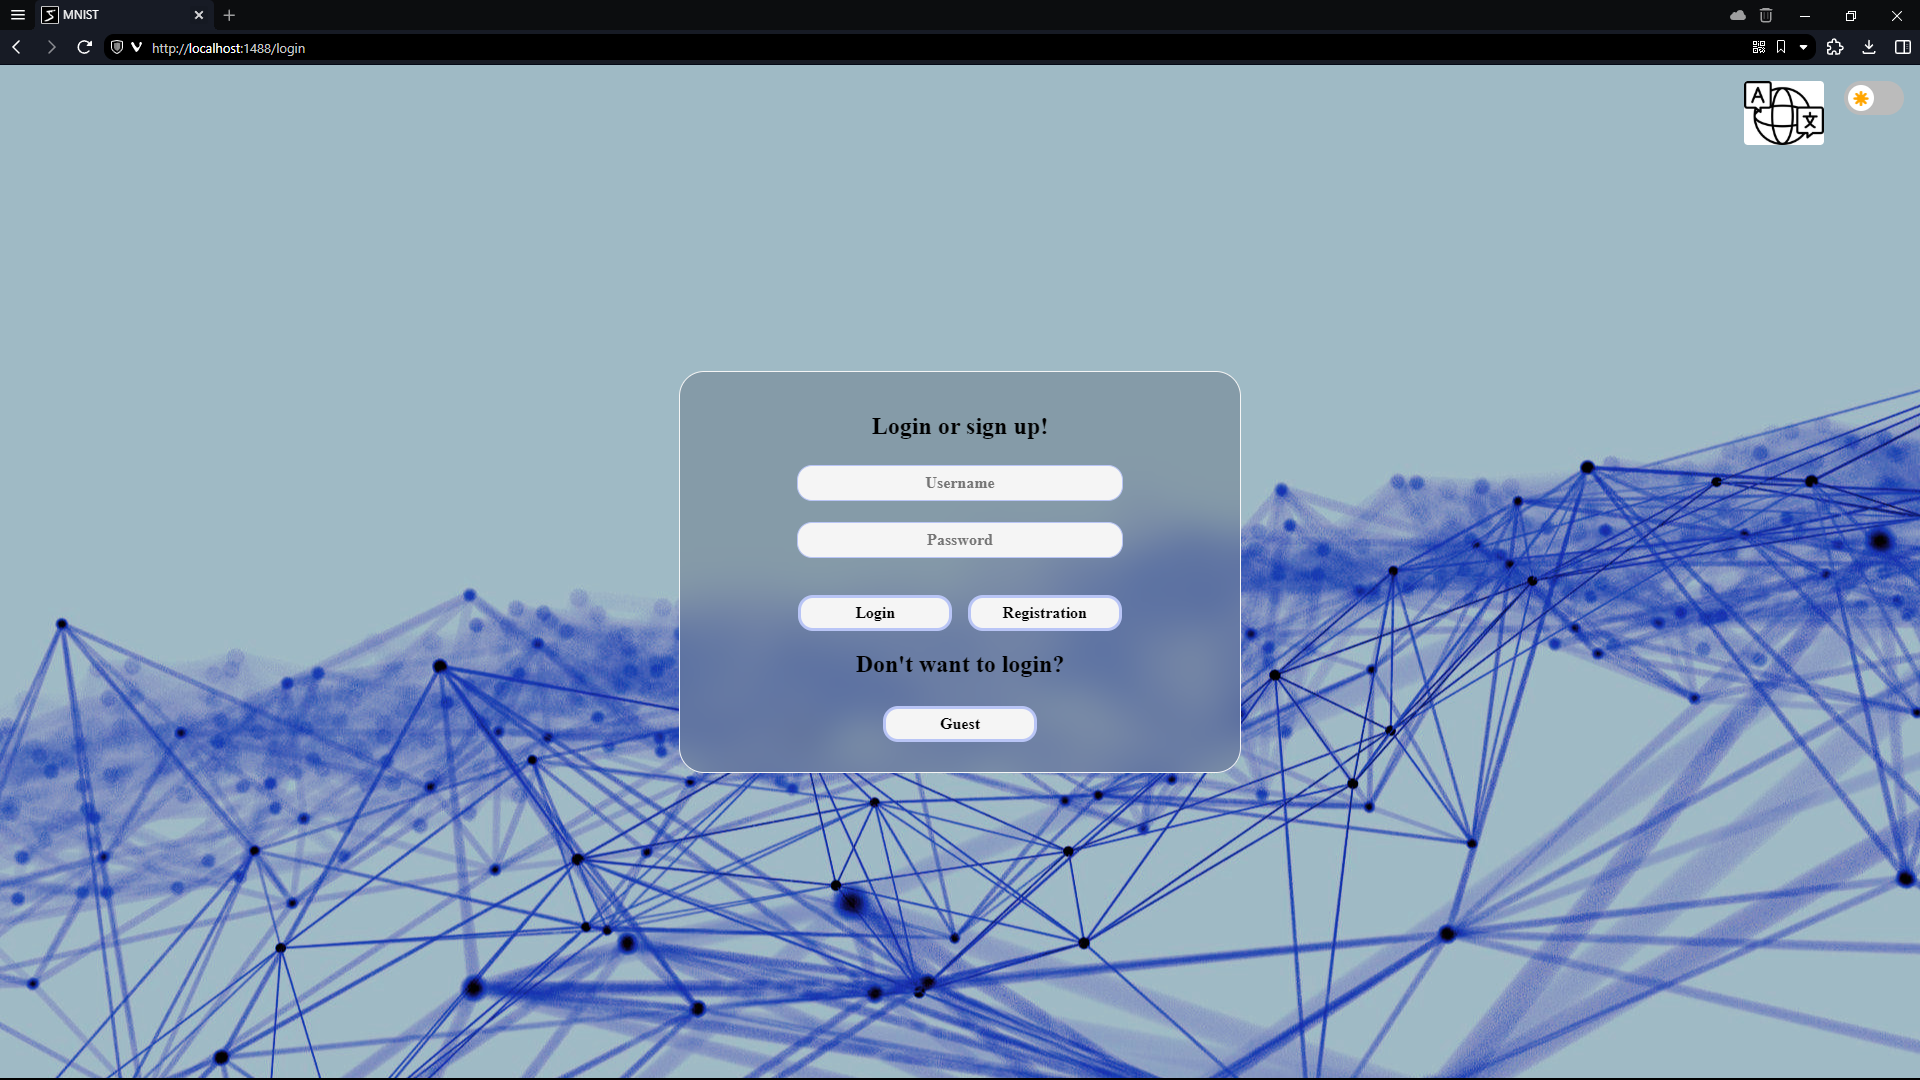 MNIST
http://localhost:1488/login
A
文
Login or sign up!
Username
Password
Login
Registration
Don't want to login?
Guest